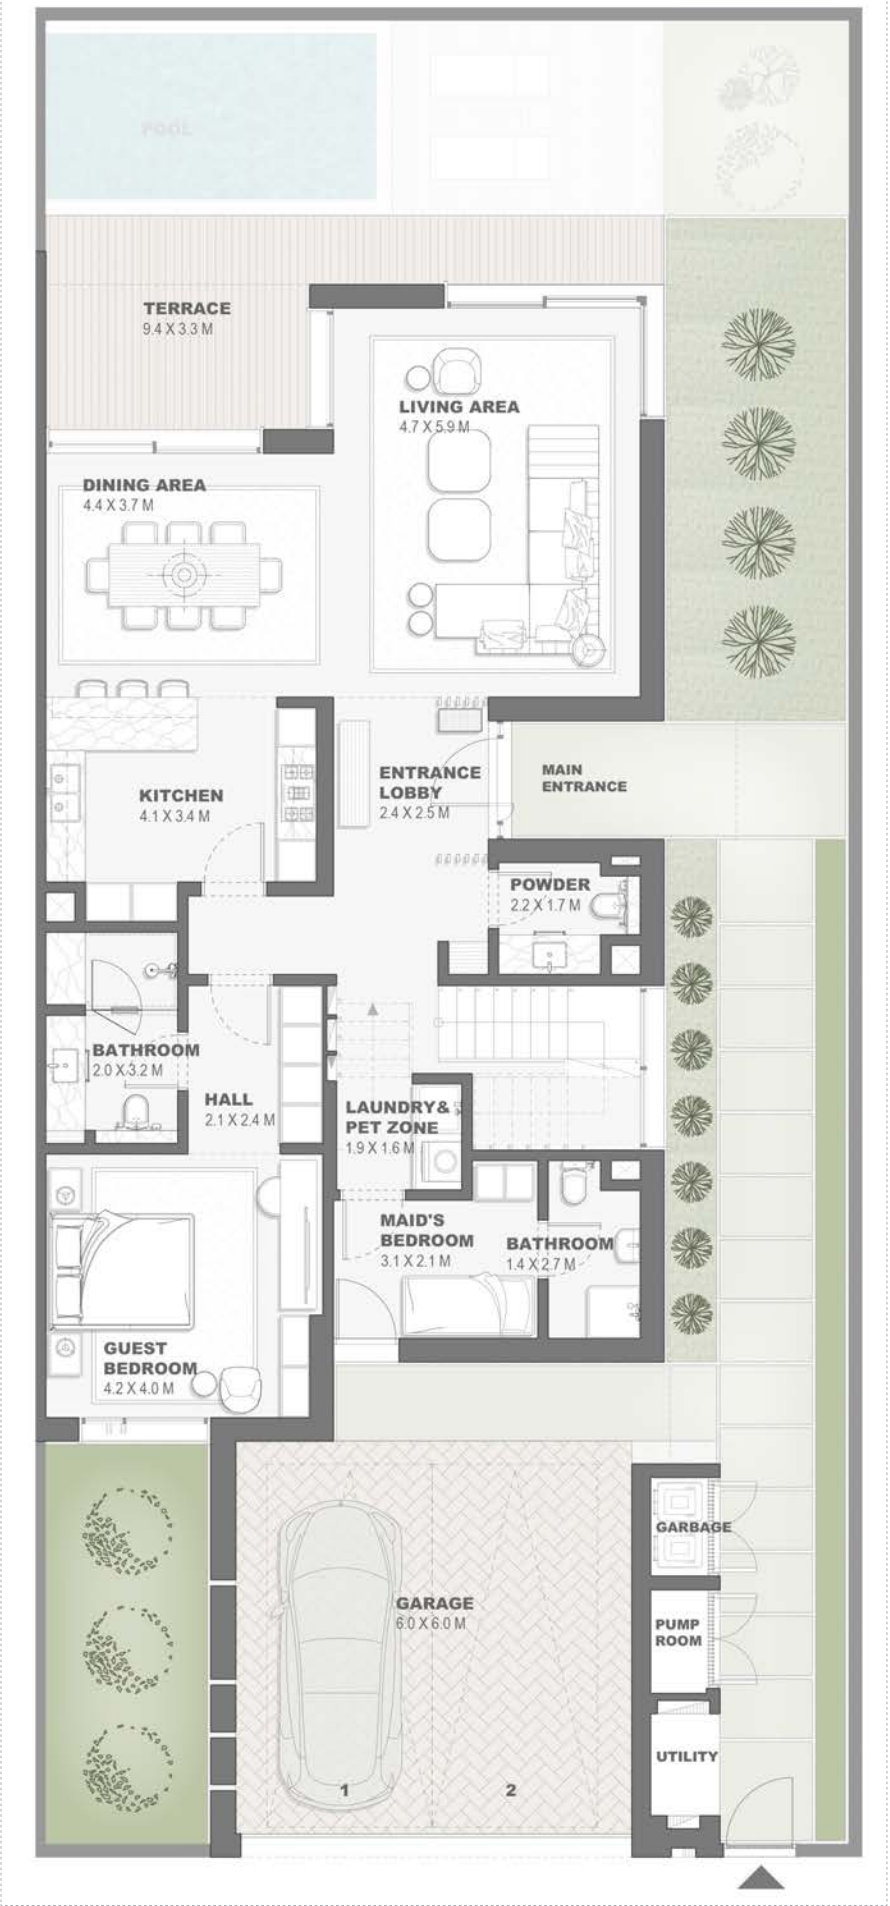 POOL
TERRACE
9.4 X 3.3 M
LIVING AREA
4.7 X 5.9 M
DINING AREA
4.4 X 3.7 M
KITCHEN
4.1 X 3.4 M
ENTRANCE
LOBBY
2.4 X 2.5 M
MAIN
ENTRANCE
POWDER
2.2 X 1.7 M
BATHROOM
2.0 X 3.2 M
HALL
2.1 X 2.4 M
LAUNDRY&
PET ZONE
1.9 X 1.6 M
MAID'S
BEDROOM
3.1 X 2.1 M
BATHROOM
1.4 X 2.7 M
GUEST
BEDROOM
4.2 X 4.0 M
GARBAGE
GARAGE
6.0 X 6.0 M
PUMP
ROOM
UTILITY
1
2